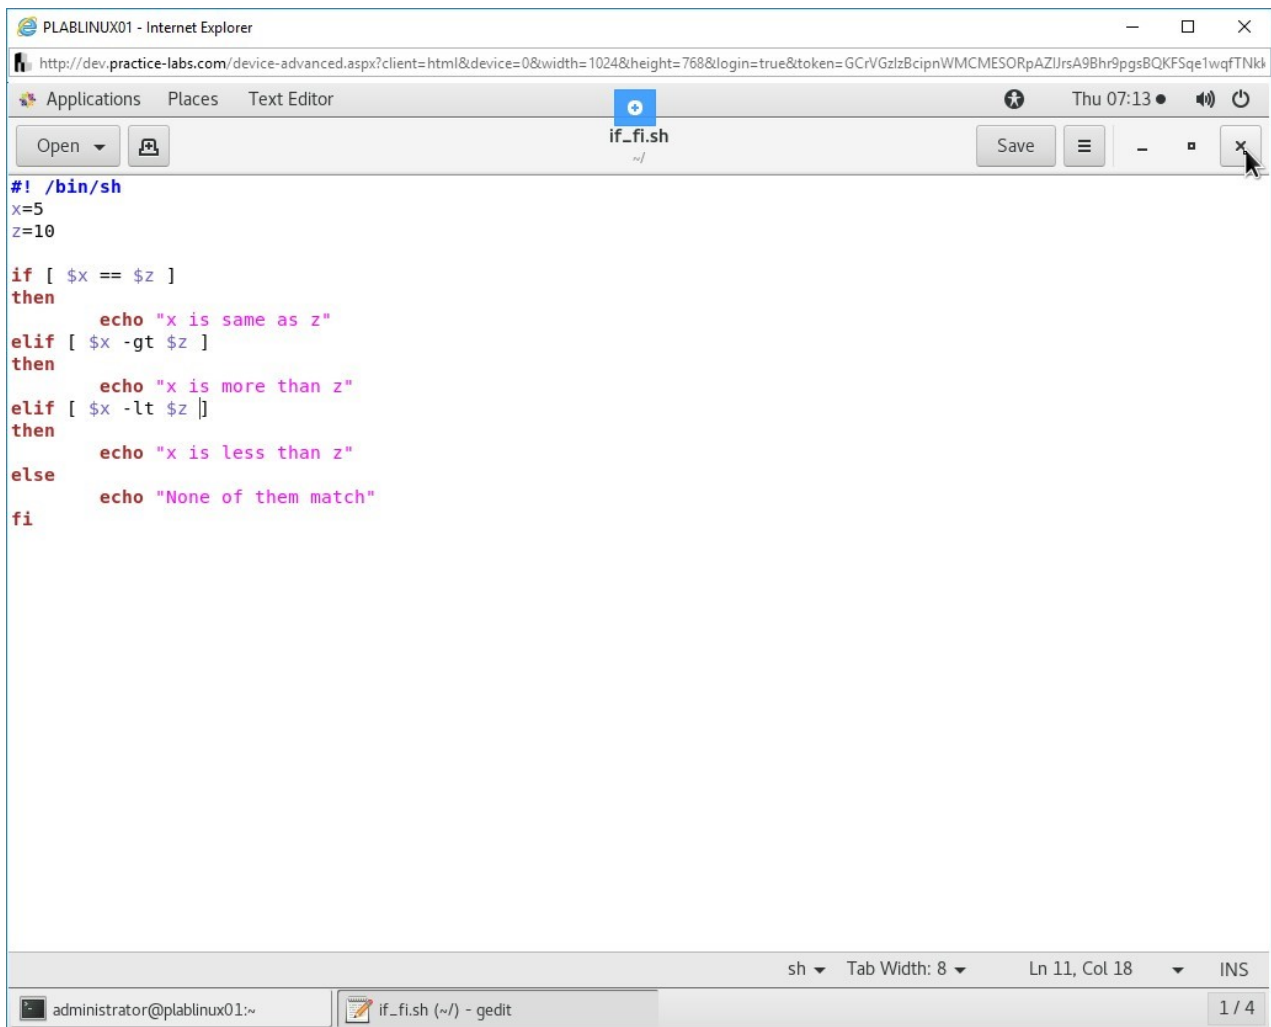 PLABLINUX01 - Internet Explorer
http://dev.practice-labs.com/device-advanced.aspx?client=html&device=0&width=1024&height=768&login=true&token=GCrVGzlzBcipnWMCMESORpAZlJrsA9Bhr9pgsBQKFSqe1wqfTNkk
Applications Places Text Editor Thu 07:13
Open if_fi.sh Save
~/
#! /bin/sh
x=5
z=10
if [ $x == $z ]
then
echo "x is same as z"
elif [ $x -gt $z ]
then
echo "x is more than z"
elif [ $x -lt $z ]
then
echo "x is less than z"
else
echo "None of them match"
fi
sh Tab Width: 8 Ln 11, Col 18 INS
administrator@plablinux01:~ if_fi.sh (~/) - gedit 1 / 4